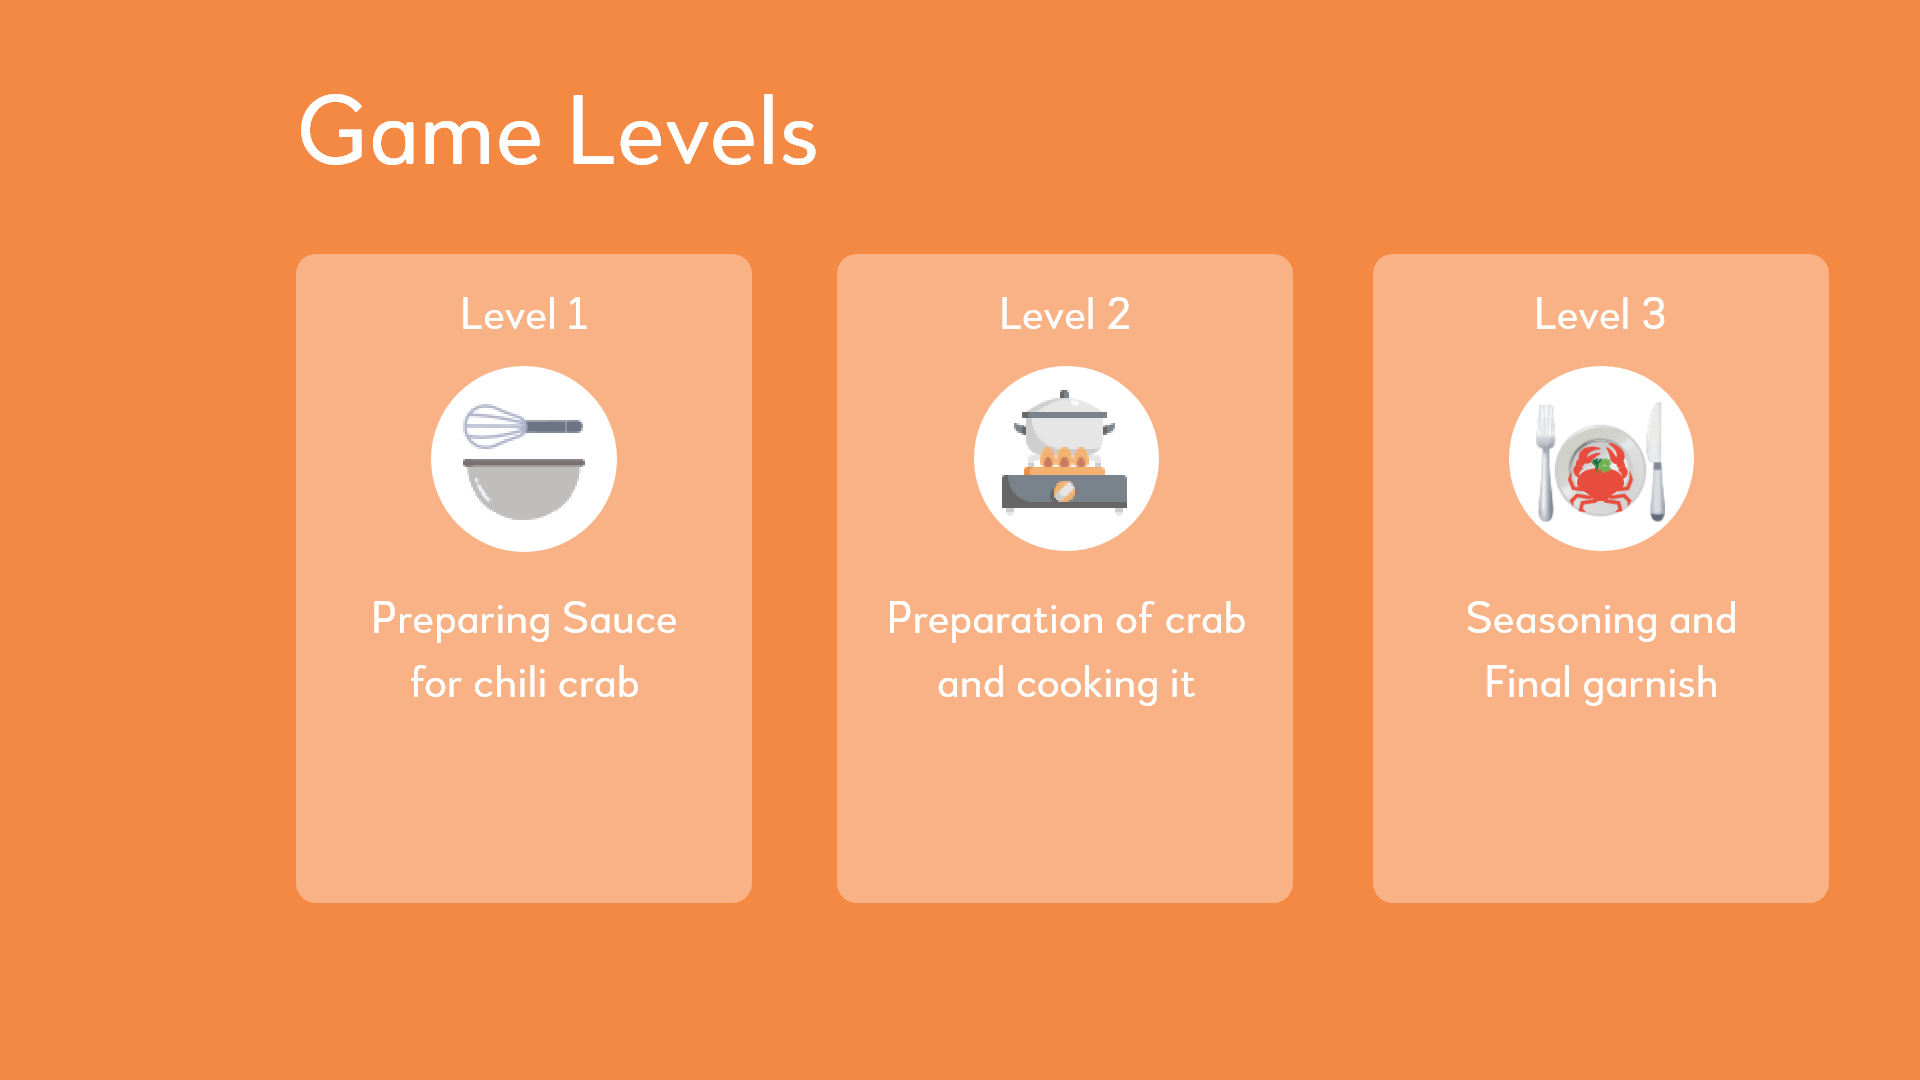 Game Levels
Level 1
Preparing Sauce
for chili crab
Level 2
Preparation of crab
and cooking it
Level 3
Seasoning and
Final garnish